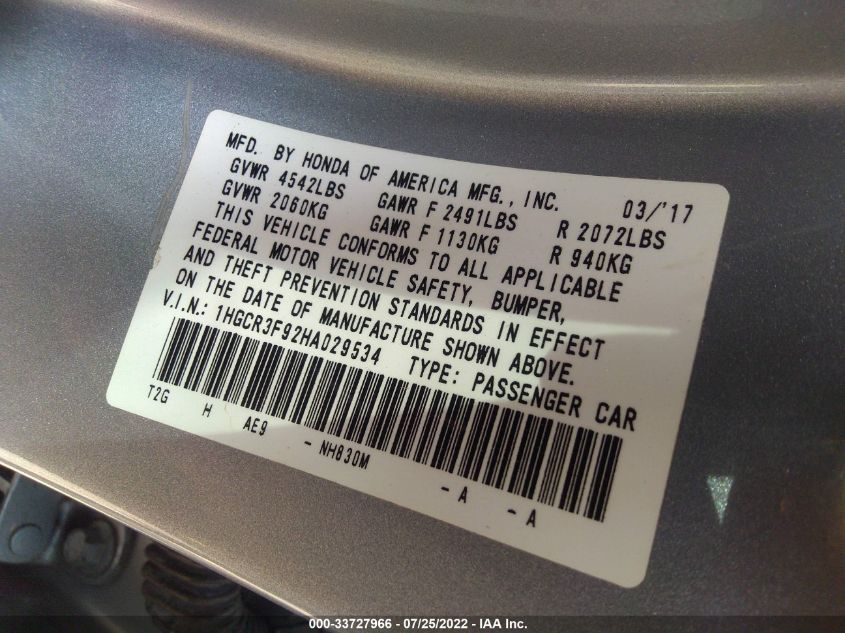 MFD. BY HONDA OF AMERICA MFG., INC. 03/'17
GVWR 4542LBS GAWR F 2491LBS R 2072LBS
GVWR 2060KG GAWR F 1130KG R 940KG
THIS VEHICLE CONFORMS TO ALL APPLICABLE
FEDERAL MOTOR VEHICLE SAFETY, BUMPER,
AND THEFT PREVENTION STANDARDS IN EFFECT
ON THE DATE OF MANUFACTURE SHOWN ABOVE.
V.I.N.: 1HGCR3F92HA029534 TYPE: PASSENGER CAR
T2G H AE9 - NH830M - A - A
000-33727966 - 07/25/2022 - IAA Inc.